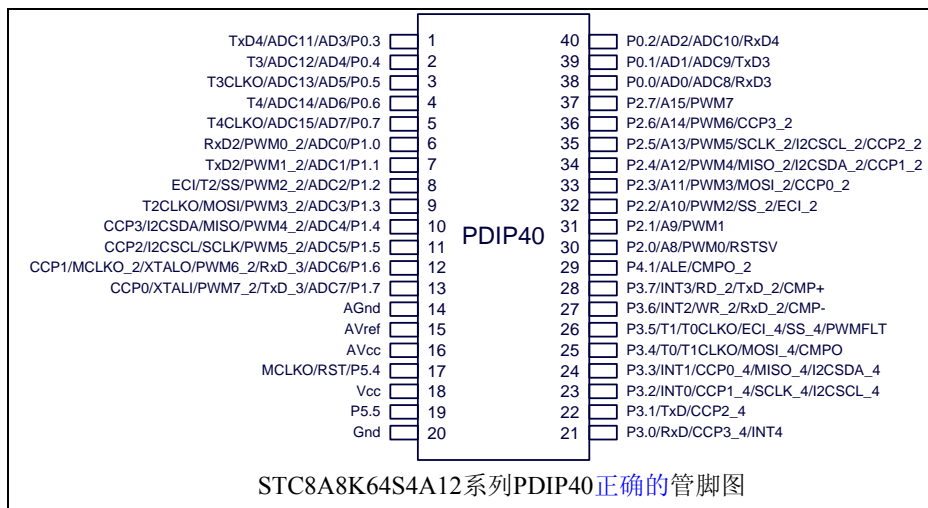 TxD4/ADC11/AD3/P0.3 1 40 P0.2/AD2/ADC10/RxD4
T3/ADC12/AD4/P0.4 2 39 P0.1/AD1/ADC9/TxD3
T3CLKO/ADC13/AD5/P0.5 3 38 P0.0/AD0/ADC8/RxD3
T4/ADC14/AD6/P0.6 4 37 P2.7/A15/PWM7
T4CLKO/ADC15/AD7/P0.7 5 36 P2.6/A14/PWM6/CCP3_2
RxD2/PWM0_2/ADC0/P1.0 6 35 P2.5/A13/PWM5/SCLK_2/I2CSCL_2/CCP2_2
TxD2/PWM1_2/ADC1/P1.1 7 34 P2.4/A12/PWM4/MISO_2/I2CSDA_2/CCP1_2
ECI/T2/SS/PWM2_2/ADC2/P1.2 8 33 P2.3/A11/PWM3/MOSI_2/CCP0_2
T2CLKO/MOSI/PWM3_2/ADC3/P1.3 9 32 P2.2/A10/PWM2/SS_2/ECI_2
CCP3/I2CSDA/MISO/PWM4_2/ADC4/P1.4 10 31 P2.1/A9/PWM1
PDIP40
CCP2/I2CSCL/SCLK/PWM5_2/ADC5/P1.5 11 30 P2.0/A8/PWM0/RSTSV
CCP1/MCLKO_2/XTALO/PWM6_2/RxD_3/ADC6/P1.6 12 29 P4.1/ALE/CMPO_2
CCP0/XTALI/PWM7_2/TxD_3/ADC7/P1.7 13 28 P3.7/INT3/RD_2/TxD_2/CMP+
AGnd 14 27 P3.6/INT2/WR_2/RxD_2/CMP-
AVref 15 26 P3.5/T1/T0CLKO/ECI_4/SS_4/PWMFLT
AVcc 16 25 P3.4/T0/T1CLKO/MOSI_4/CMPO
MCLKO/RST/P5.4 17 24 P3.3/INT1/CCP0_4/MISO_4/I2CSDA_4
Vcc 18 23 P3.2/INT0/CCP1_4/SCLK_4/I2CSCL_4
P5.5 19 22 P3.1/TxD/CCP2_4
Gnd 20 21 P3.0/RxD/CCP3_4/INT4
STC8A8K64S4A12系列PDIP40正确的管脚图